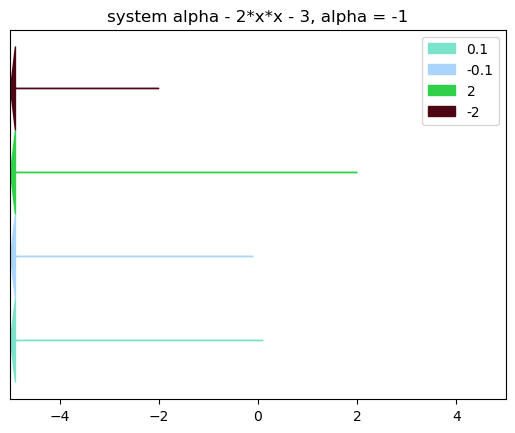 system alpha - 2*x*x - 3, alpha = -1
0.1
-0.1
2
-2
−4 −2 0 2 4